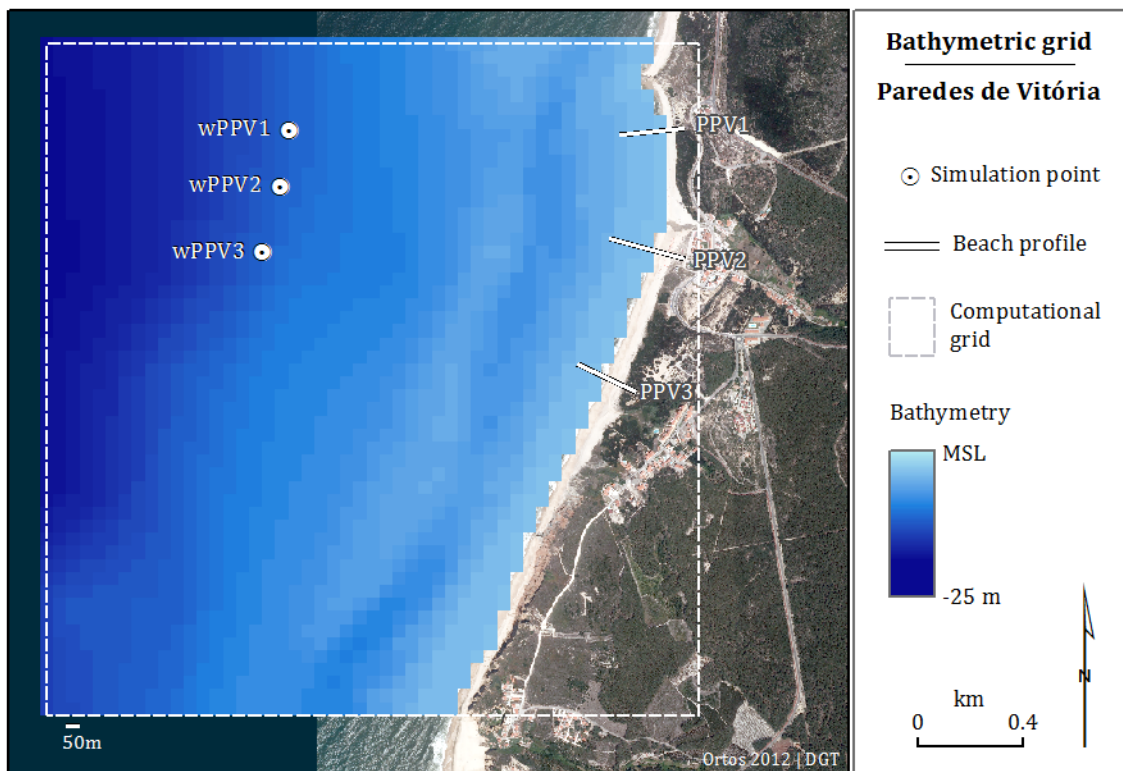 wPPV1
wPPV2
wPPV3
PPV1
PPV2
PPV3
50m
Ortos 2012 | DGT
Bathymetric grid
Paredes de Vitória
Simulation point
Beach profile
Computational
grid
Bathymetry
MSL
-25 m
N
km
0 0.4